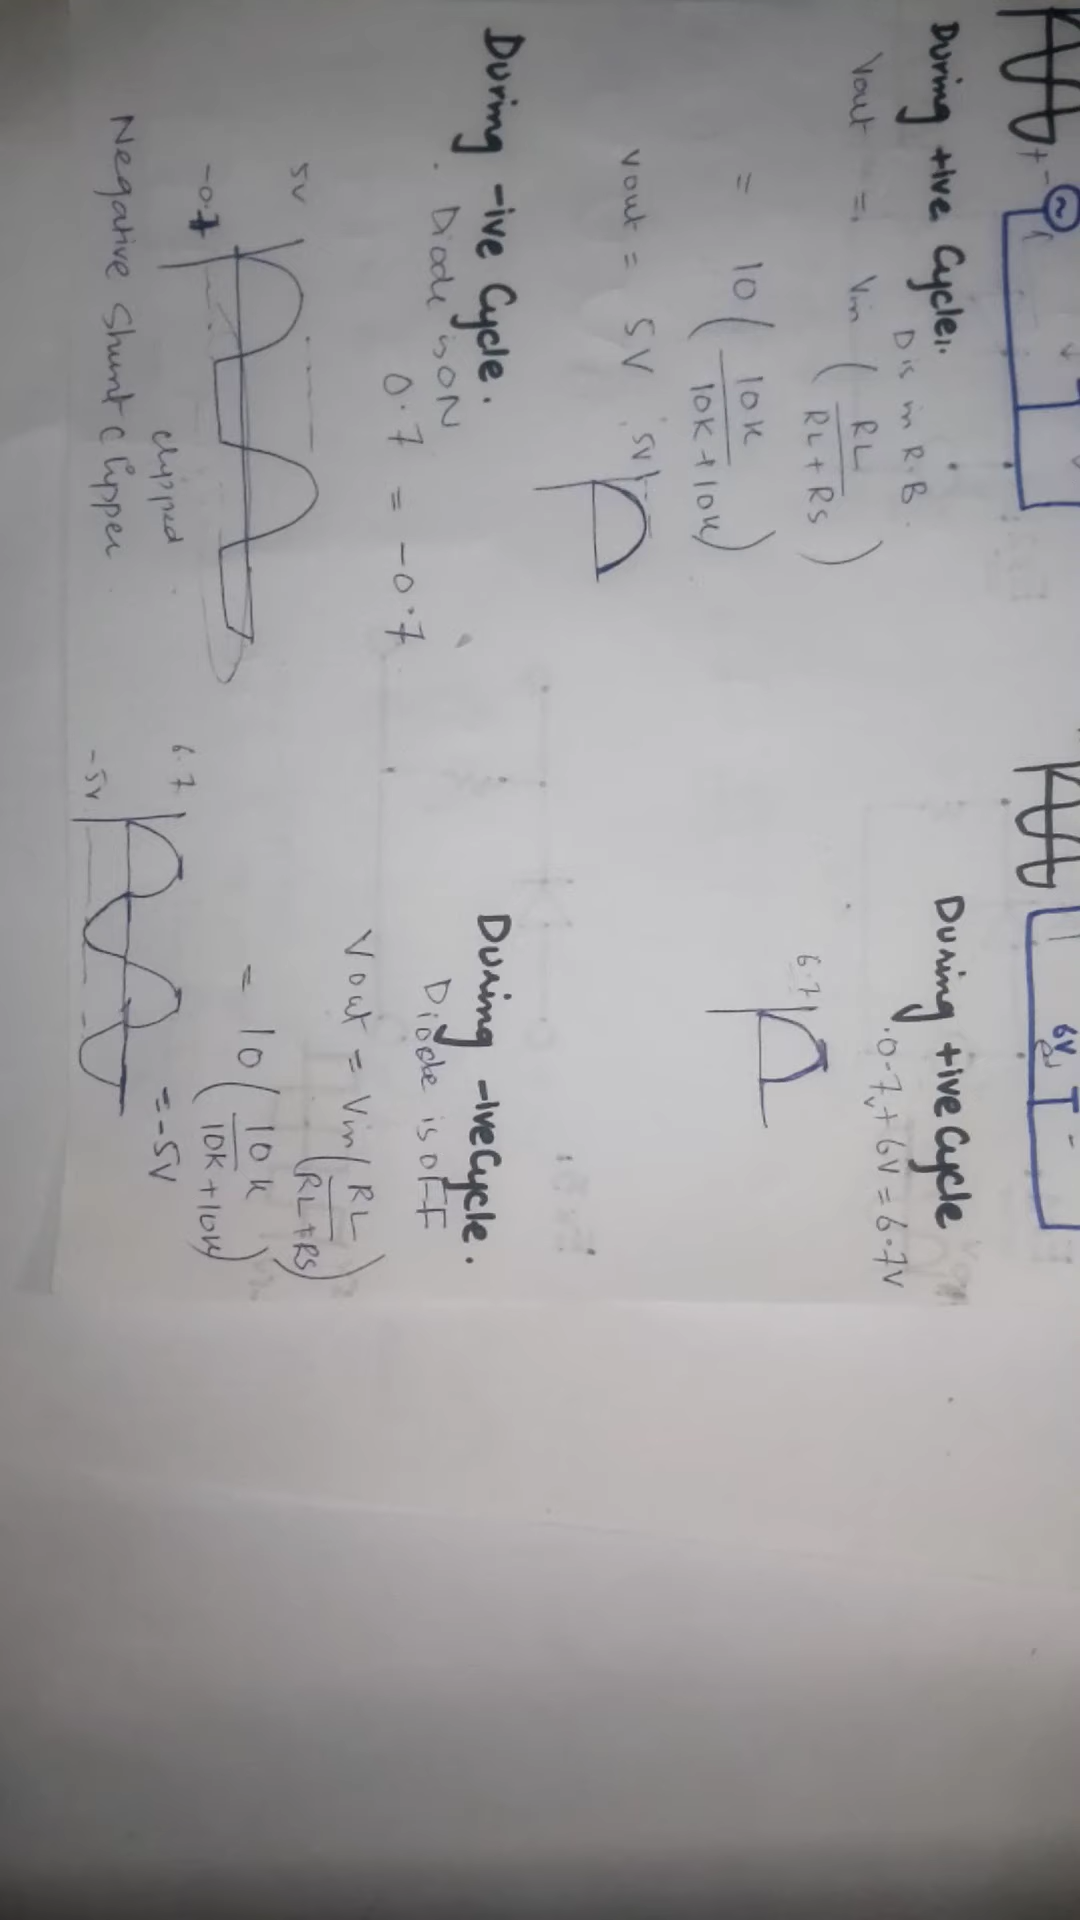 During +ive Cycle:.
D is in R.B.
Vout = Vin ( RL / RL + Rs )
= 10 ( 10K / 10K + 10K )
Vout = 5V
5V
During -ive Cycle.
Diode is ON
0.7 = -0.7
5V
-0.7
clipped
Negative Shunt Clipper
6V
During +ive Cycle
0.7v + 6V = 6.7V
6.7
During -ive Cycle.
Diode is OFF
Vout = Vin ( RL / RL + Rs )
= 10 ( 10K / 10K + 10K )
= -5V
6.7
-5V